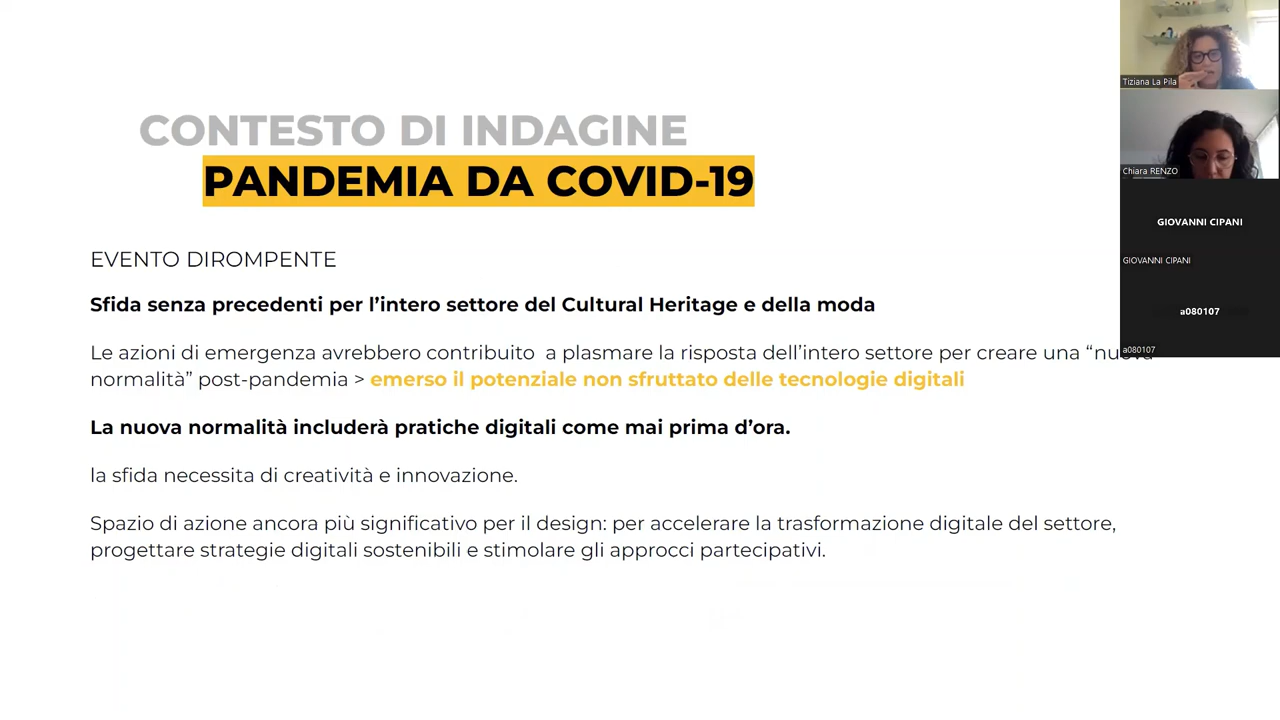 CONTESTO DI INDAGINE
PANDEMIA DA COVID-19
EVENTO DIROMPENTE
Sfida senza precedenti per l’intero settore del Cultural Heritage e della moda
Le azioni di emergenza avrebbero contribuito  a plasmare la risposta dell’intero settore per creare una “nuova
normalità” post-pandemia > emerso il potenziale non sfruttato delle tecnologie digitali
La nuova normalità includerà pratiche digitali come mai prima d’ora.
la sfida necessita di creatività e innovazione.
Spazio di azione ancora più significativo per il design: per accelerare la trasformazione digitale del settore,
progettare strategie digitali sostenibili e stimolare gli approcci partecipativi.
Tiziana La Pila
Chiara RENZO
GIOVANNI CIPANI
GIOVANNI CIPANI
a080107
a080107